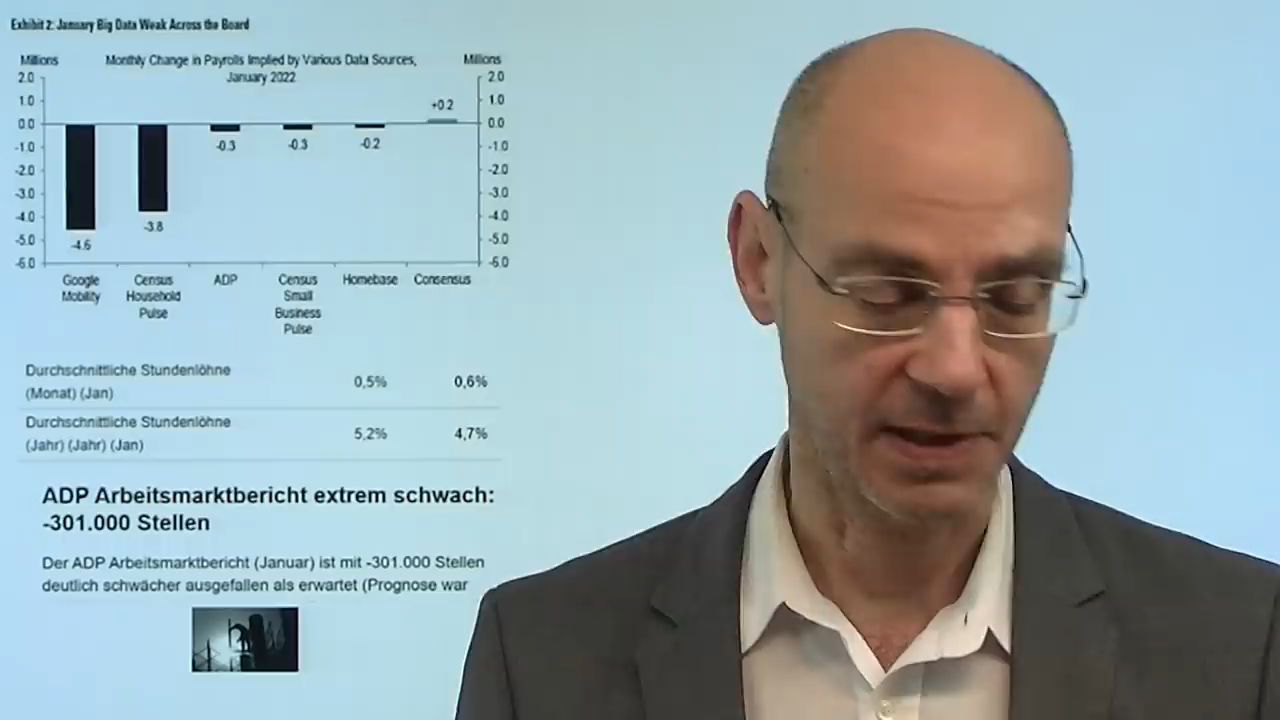 Exhibit 2: January Big Data Weak Across the Board
Millions Monthly Change in Payrolls Implied by Various Data Sources, Millions
January 2022
2.0 2.0
1.0 +0.2 1.0
0.0 0.0
-1.0 -0.3 -0.3 -0.2 -1.0
-2.0 -2.0
-3.0 -3.0
-4.0 -3.8 -4.0
-5.0 -4.6 -5.0
-6.0 -6.0
Google Census ADP Census Homebase Consensus
Mobility Household Small
Pulse Business
Pulse
Durchschnittliche Stundenlöhne
(Monat) (Jan) 0,5% 0,6%
Durchschnittliche Stundenlöhne
(Jahr) (Jahr) (Jan) 5,2% 4,7%
ADP Arbeitsmarktbericht extrem schwach:
-301.000 Stellen
Der ADP Arbeitsmarktbericht (Januar) ist mit -301.000 Stellen
deutlich schwächer ausgefallen als erwartet (Prognose war